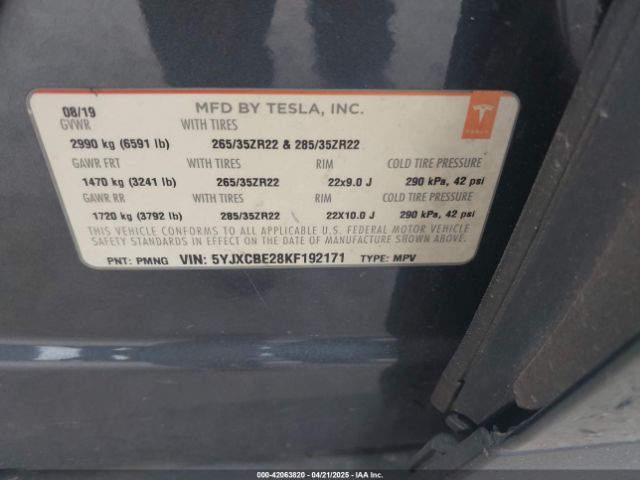 08/19 MFD BY TESLA, INC.
GVWR WITH TIRES
2990 kg (6591 lb) 265/35ZR22 & 285/35ZR22
GAWR FRT WITH TIRES RIM COLD TIRE PRESSURE
1470 kg (3241 lb) 265/35ZR22 22x9.0 J 290 kPa, 42 psi
GAWR RR WITH TIRES RIM COLD TIRE PRESSURE
1720 kg (3792 lb) 285/35ZR22 22X10.0 J 290 kPa, 42 psi
THIS VEHICLE CONFORMS TO ALL APPLICABLE U.S. FEDERAL MOTOR VEHICLE
SAFETY STANDARDS IN EFFECT ON THE DATE OF MANUFACTURE SHOWN ABOVE.
PNT: PMNG VIN: 5YJXCBE28KF192171 TYPE: MPV
TESLA
000-42063820 - 04/21/2025 - IAA Inc.